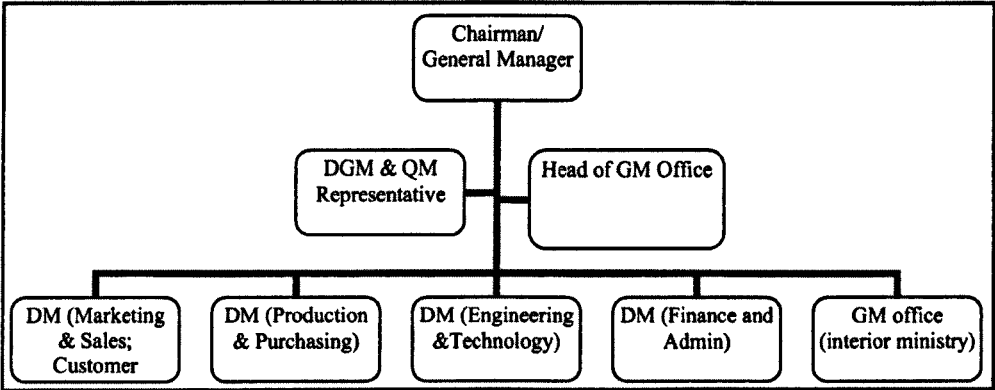 Chairman/
General Manager
DGM & QM
Representative
Head of GM Office
DM (Marketing
& Sales;
Customer
DM (Production
& Purchasing)
DM (Engineering
&Technology)
DM (Finance and
Admin)
GM office
(interior ministry)